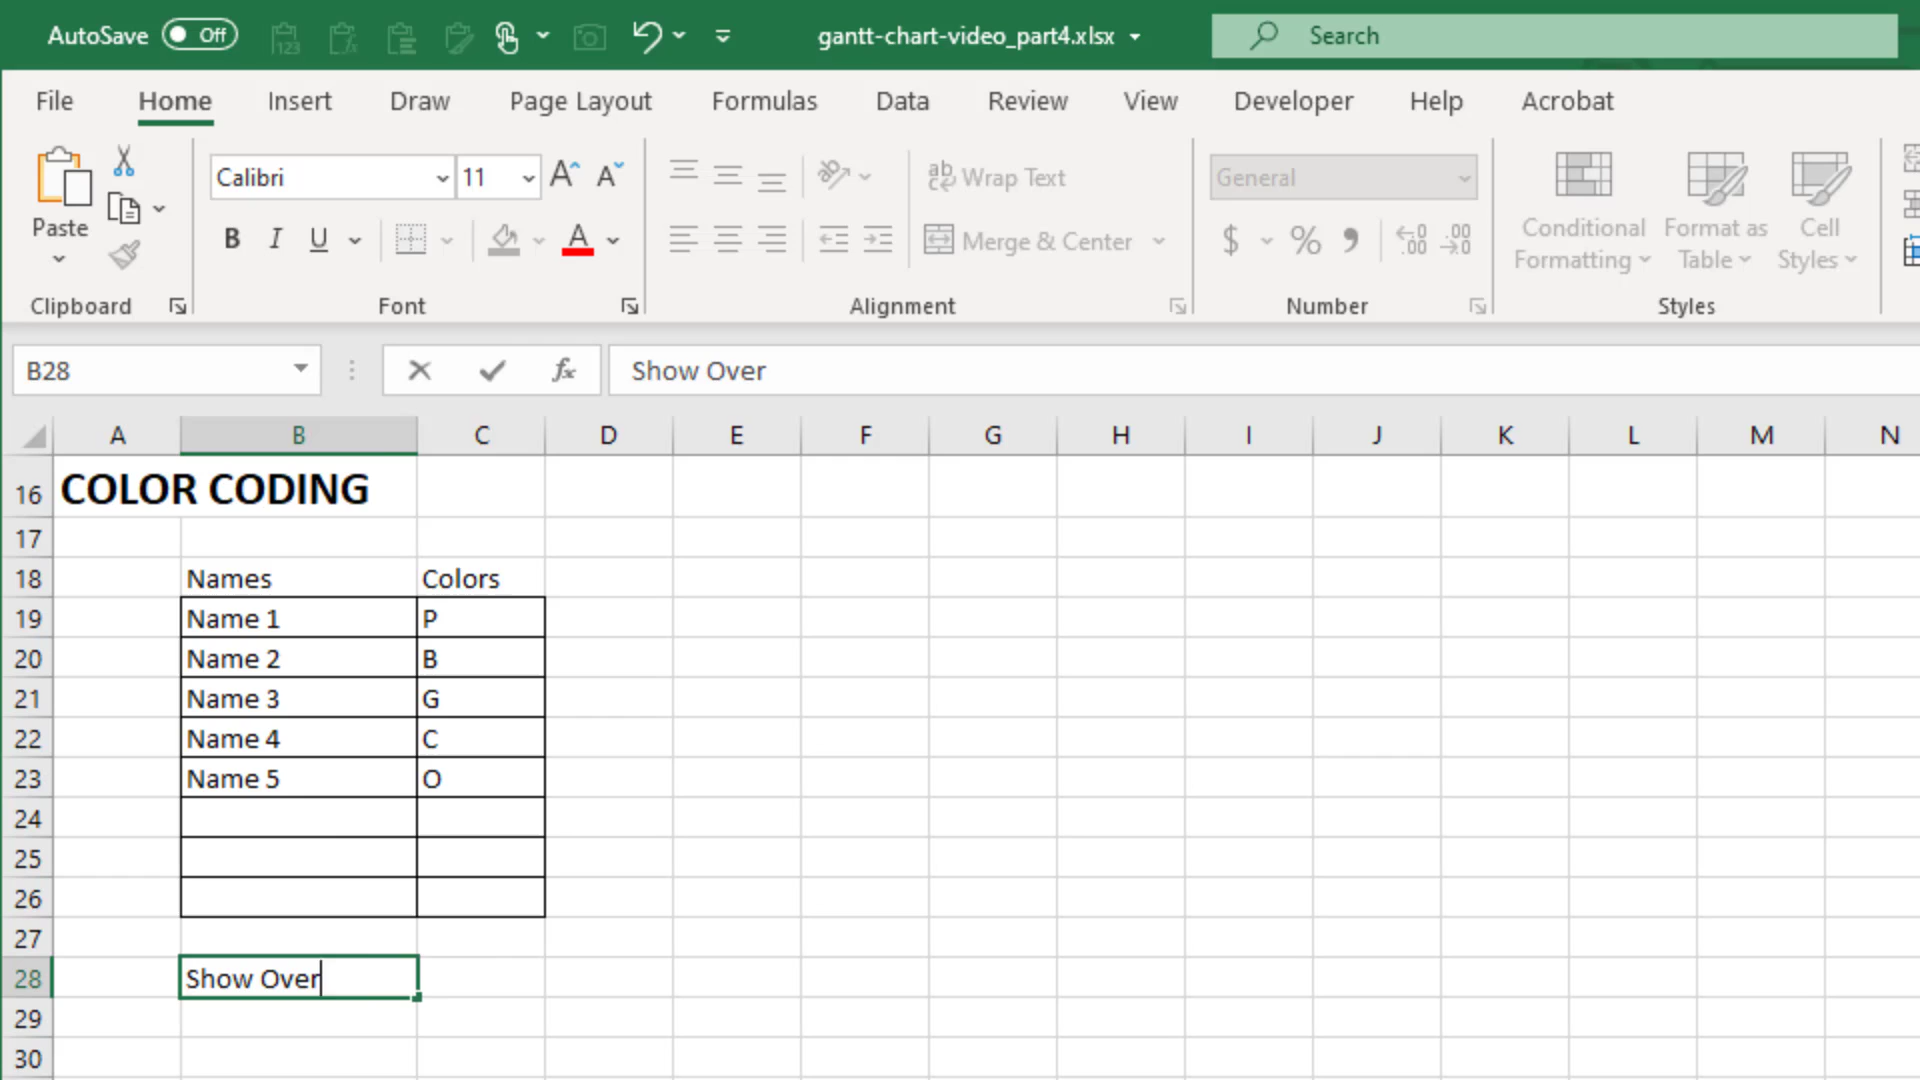 AutoSave Off gantt-chart-video_part4.xlsx Search
File Home Insert Draw Page Layout Formulas Data Review View Developer Help Acrobat
Calibri 11 ab Wrap Text General
Paste B I U A ab Merge & Center $ % Conditional Formatting Format as Table Cell Styles
Clipboard Font Alignment Number Styles
B28 fx Show Over
A B C D E F G H I J K L M N
16 COLOR CODING
17
18 Names Colors
19 Name 1 P
20 Name 2 B
21 Name 3 G
22 Name 4 C
23 Name 5 O
24
25
26
27
28 Show Over
29
30